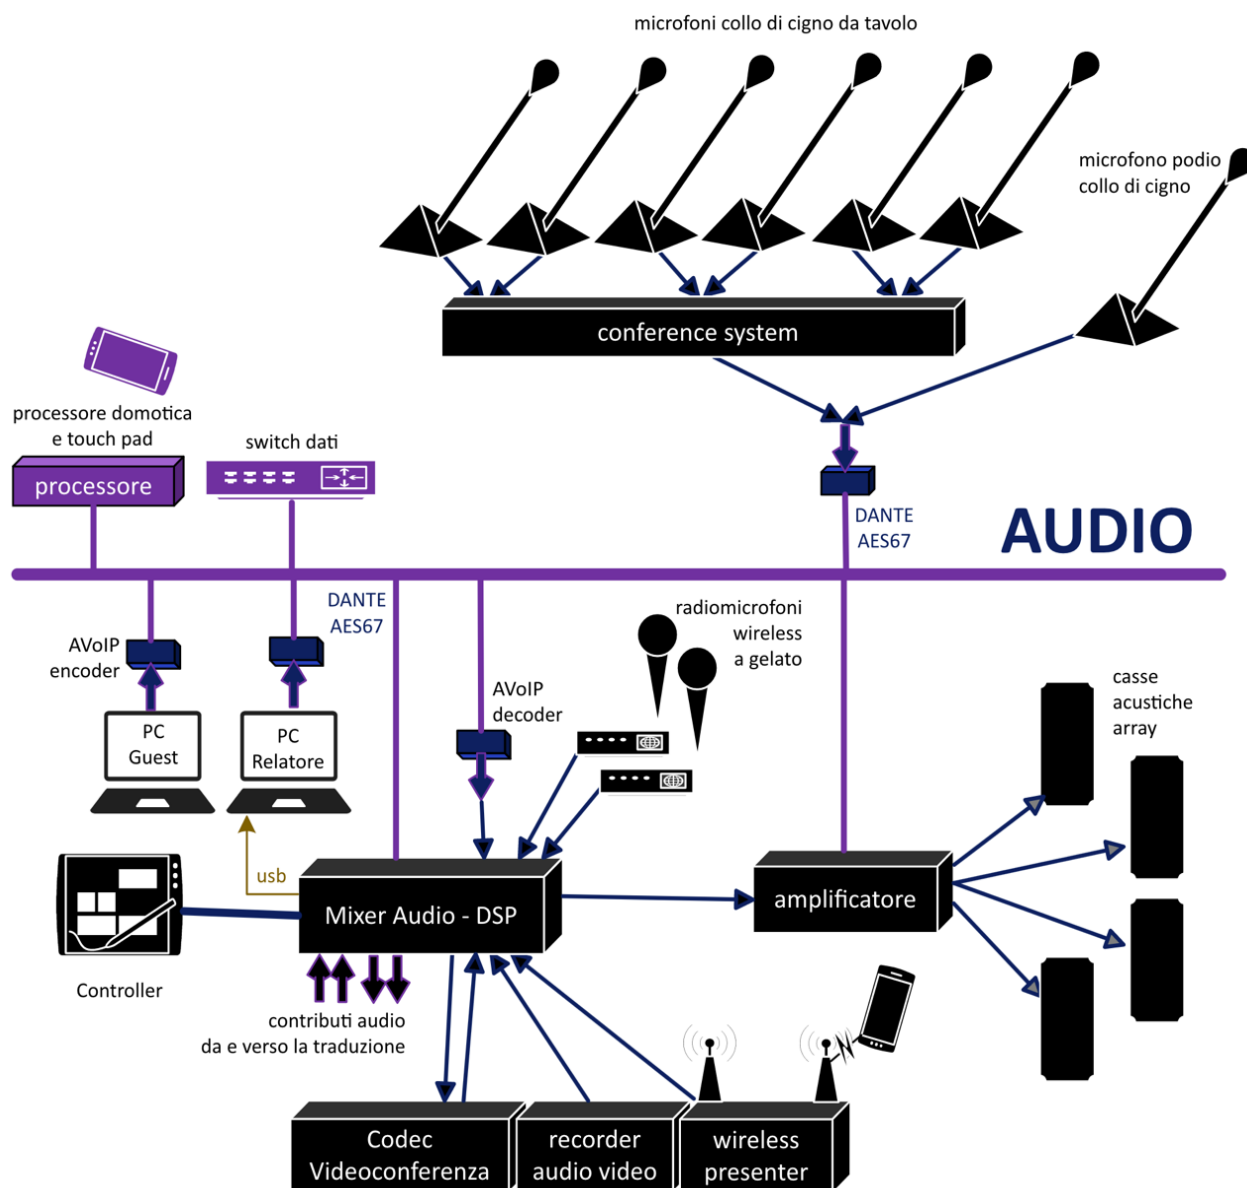 microfoni collo di cigno da tavolo
microfono podio
collo di cigno
conference system
processore domotica
e touch pad
processore
switch dati
DANTE
AES67
AUDIO
DANTE
AES67
AVoIP
encoder
radiomicrofoni
wireless
a gelato
AVoIP
decoder
casse
acustiche
array
PC
Guest
PC
Relatore
usb
Mixer Audio - DSP
amplificatore
Controller
contributi audio
da e verso la traduzione
Codec
Videoconferenza
recorder
audio video
wireless
presenter